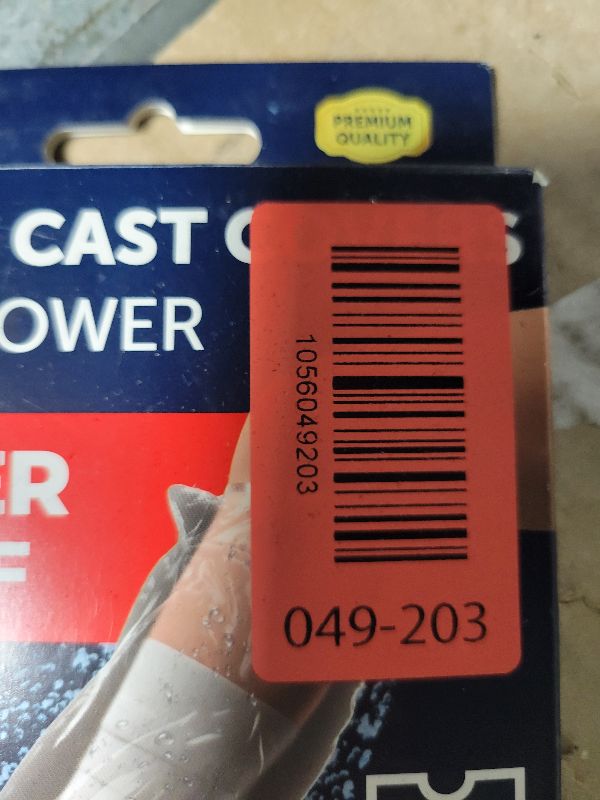 PREMIUM
QUALITY
CAST C S
OWER
ER
F
1056049203
049-203